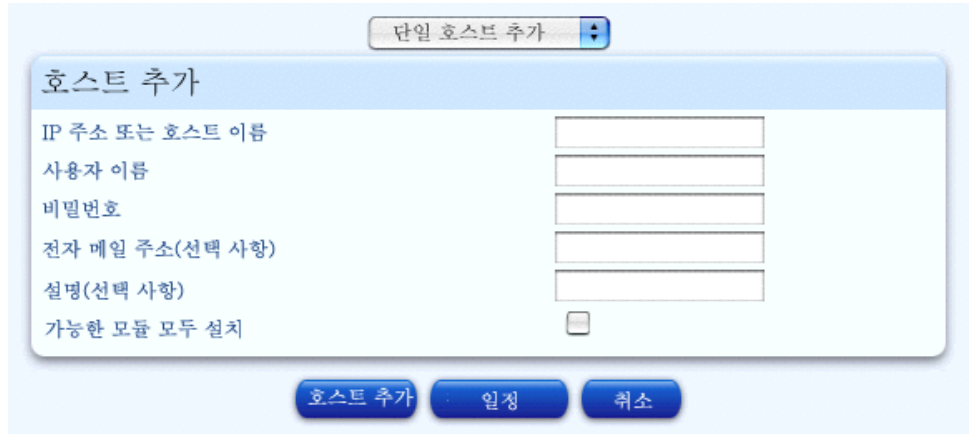 단일 호스트 추가
호스트 추가
IP 주소 또는 호스트 이름
사용자 이름
비밀번호
전자 메일 주소(선택 사항)
설명(선택 사항)
가능한 모듈 모두 설치
호스트 추가 일정 취소